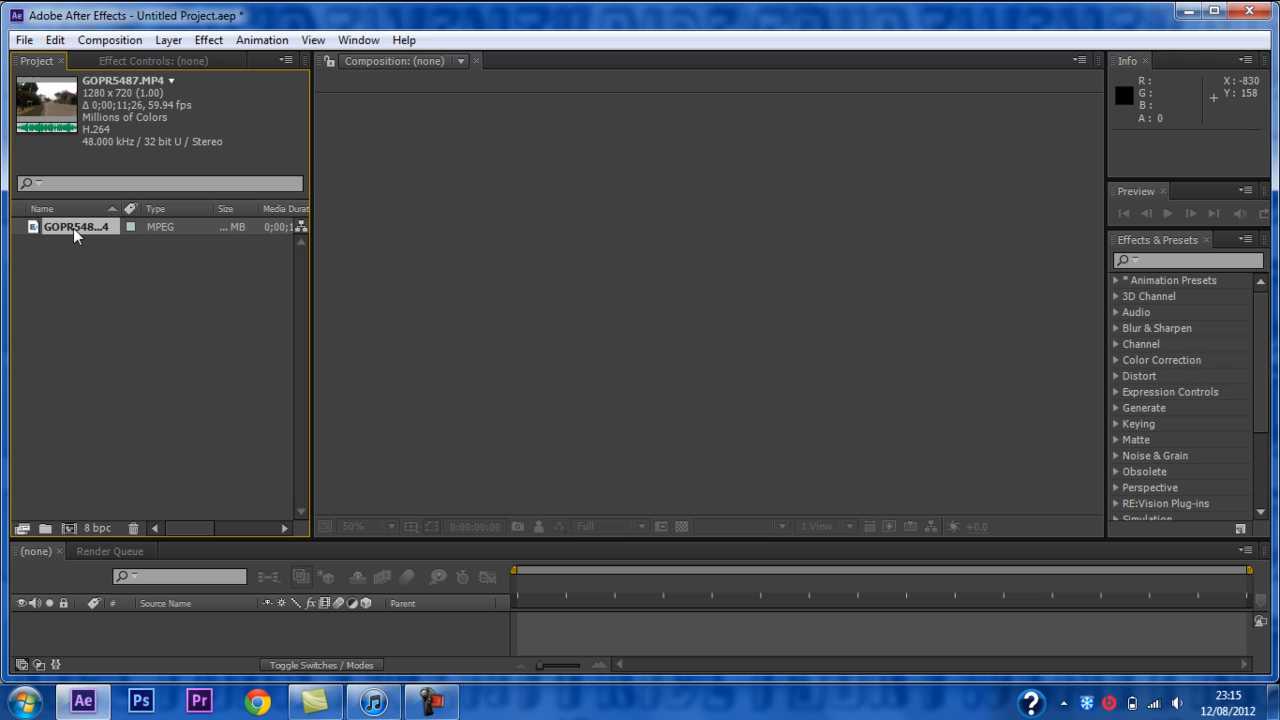 Ae Adobe After Effects - Untitled Project.aep *
File Edit Composition Layer Effect Animation View Window Help
Project × Effect Controls: (none) Composition: (none) × Info ×
GOPR5487.MP4
1280 x 720 (1.00)
Δ 0;00;11;26, 59.94 fps
Millions of Colors
H.264
48.000 kHz / 32 bit U / Stereo
R :
G :
B :
A : 0
X : -830
Y : 158
Preview ×
Name Type Size Media Durat
GOPR548...4 MPEG ... MB 0;00;1
Effects & Presets ×
* Animation Presets
3D Channel
Audio
Blur & Sharpen
Channel
Color Correction
Distort
Expression Controls
Generate
Keying
Matte
Noise & Grain
Obsolete
Perspective
RE:Vision Plug-ins
Simulation
8 bpc 50% 0:00:00:00 Full 1 View +0.0
(none) × Render Queue
# Source Name fx Parent
Toggle Switches / Modes
Ae Ps Pr ? 23:15
12/08/2012